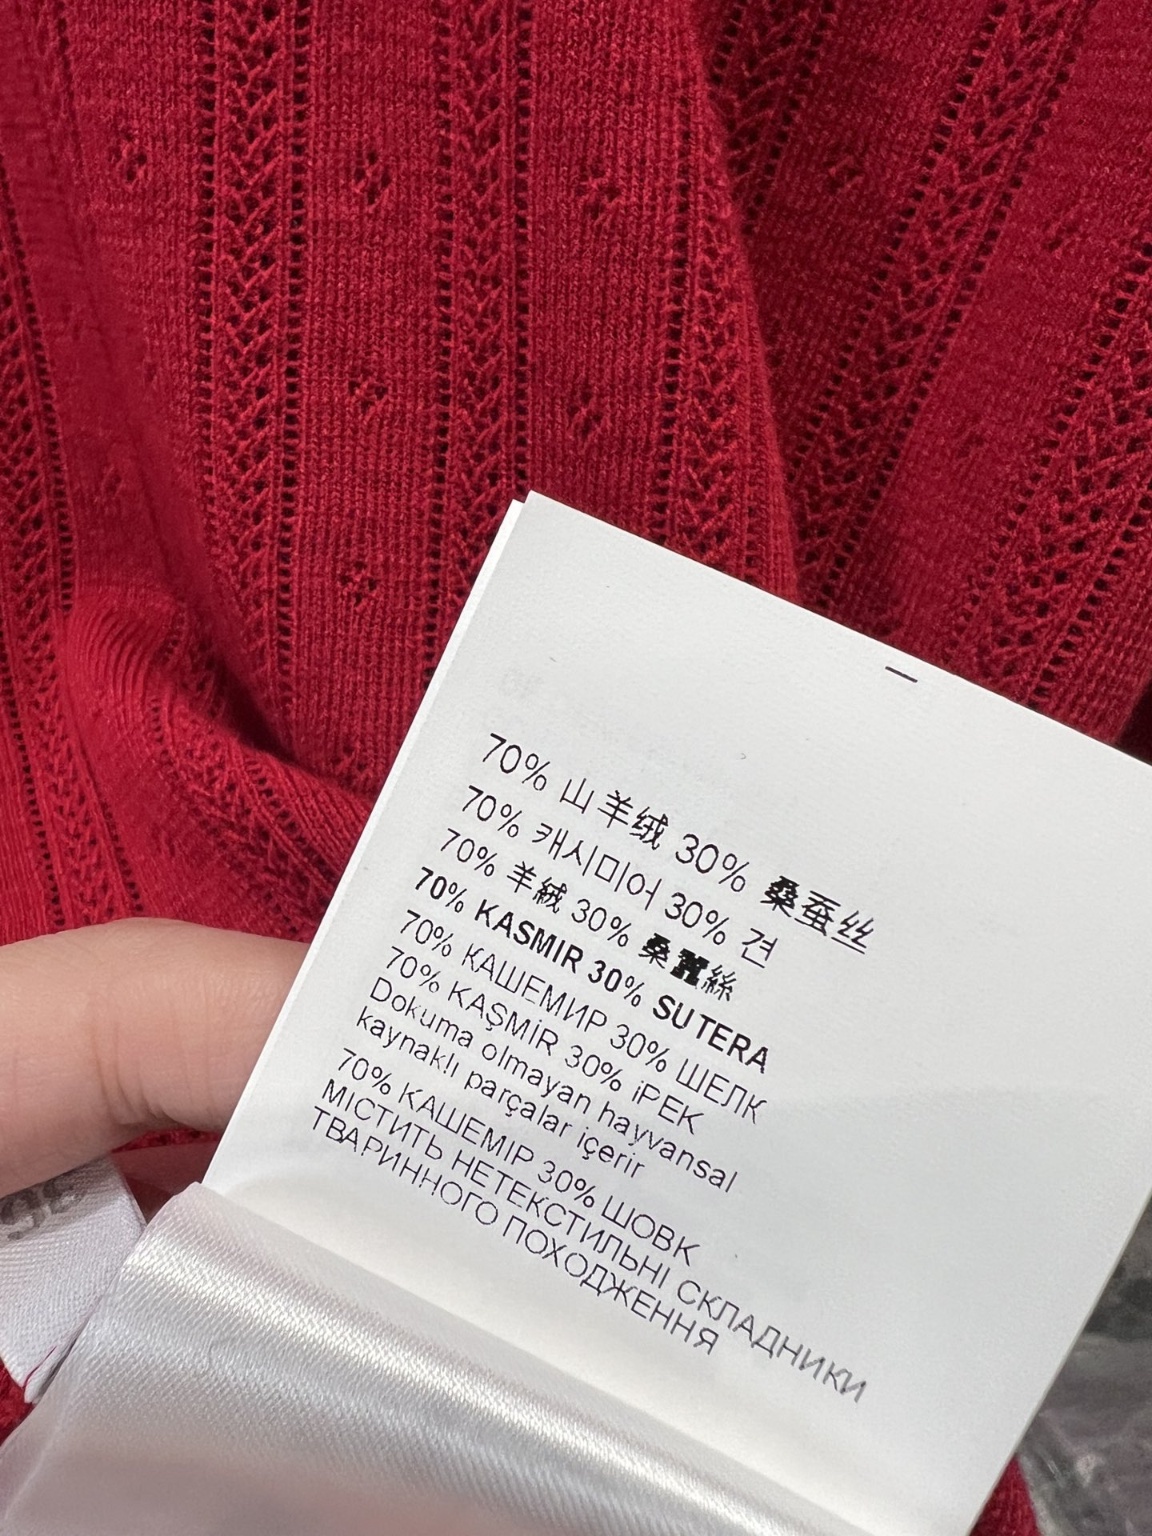 70% 山羊绒 30% 桑蚕丝
70% 캐시미어 30% 견
70% 羊絨 30% 桑蠶絲
70% KASMIR 30% SUTERA
70% КАШЕМИР 30% ШЕЛК
70% KAŞMİR 30% İPEK
Dokuma olmayan hayvansal
kaynaklı parçalar içerir
70% КАШЕМІР 30% ШОВК
МІСТИТЬ НЕТЕКСТИЛЬНІ СКЛАДНИКИ
ТВАРИННОГО ПОХОДЖЕННЯ